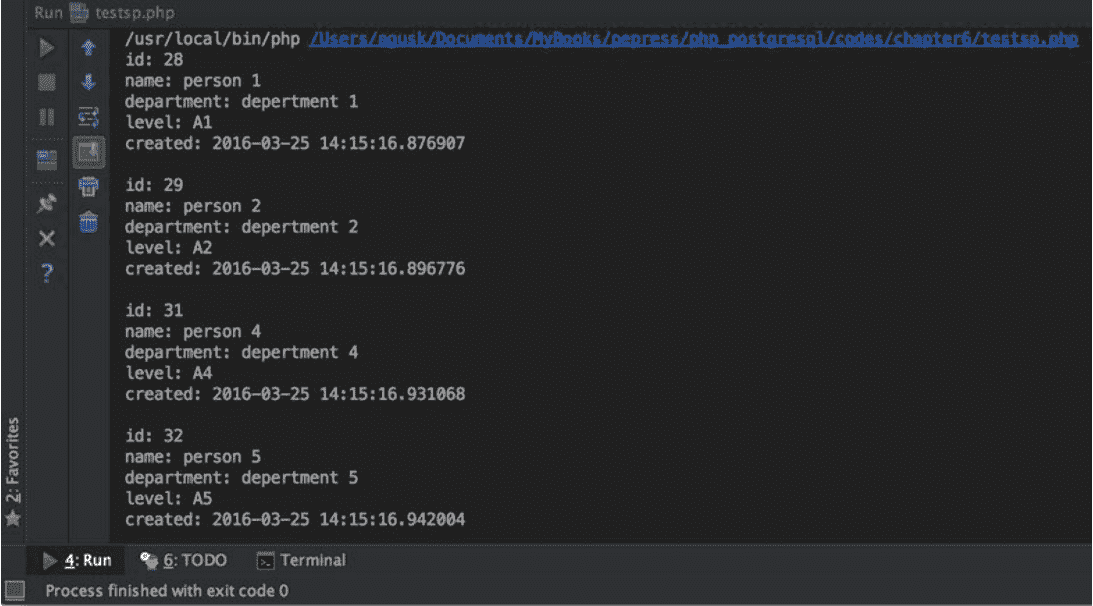 Run testsp.php
/usr/local/bin/php /Users/agusk/Documents/MyBooks/pepress/php_postgresql/codes/chapter6/testsp.php
id: 28
name: person 1
department: depertment 1
level: A1
created: 2016-03-25 14:15:16.876907
id: 29
name: person 2
department: depertment 2
level: A2
created: 2016-03-25 14:15:16.896776
id: 31
name: person 4
department: depertment 4
level: A4
created: 2016-03-25 14:15:16.931068
id: 32
name: person 5
department: depertment 5
level: A5
created: 2016-03-25 14:15:16.942004
2: Favorites
4: Run 6: TODO Terminal
Process finished with exit code 0